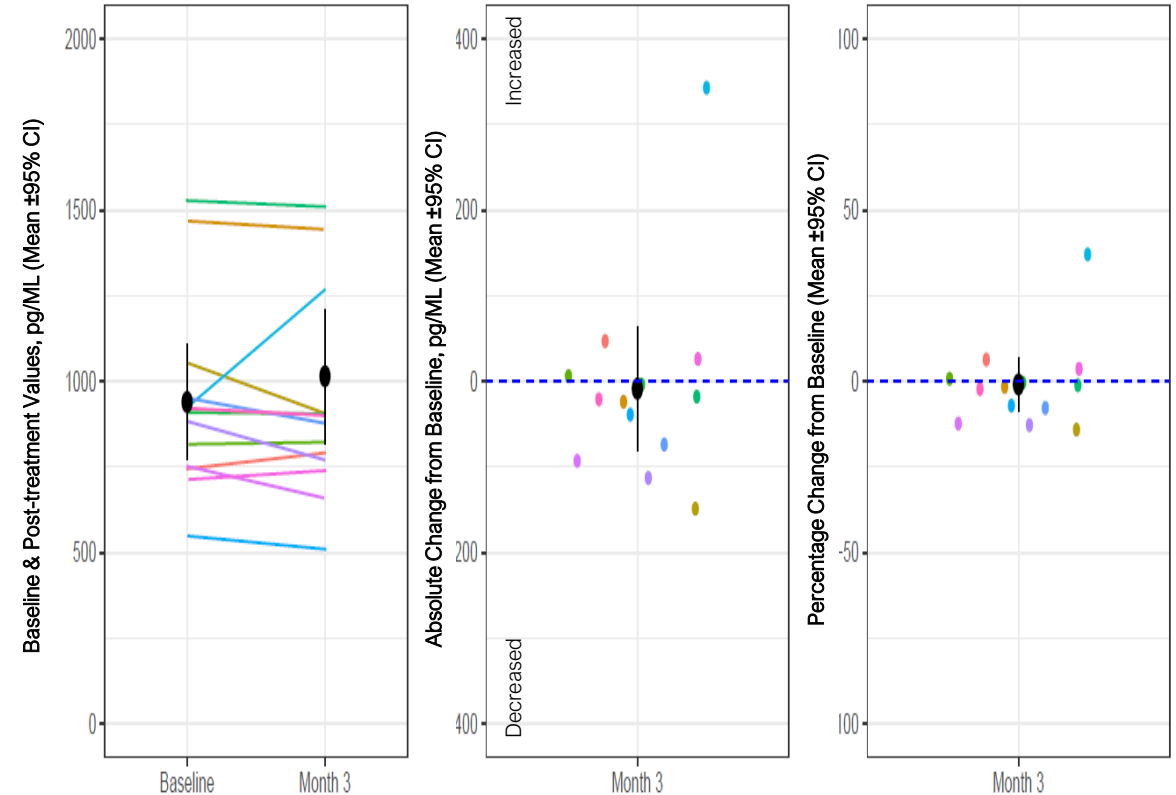 Baseline & Post-treatment Values, pg/ML (Mean ±95% CI)
2000
1500
1000
500
0
Baseline
Month 3
Absolute Change from Baseline, pg/ML (Mean ±95% CI)
400
200
0
200
400
Increased
Decreased
Month 3
Percentage Change from Baseline (Mean ±95% CI)
100
50
0
-50
100
Month 3